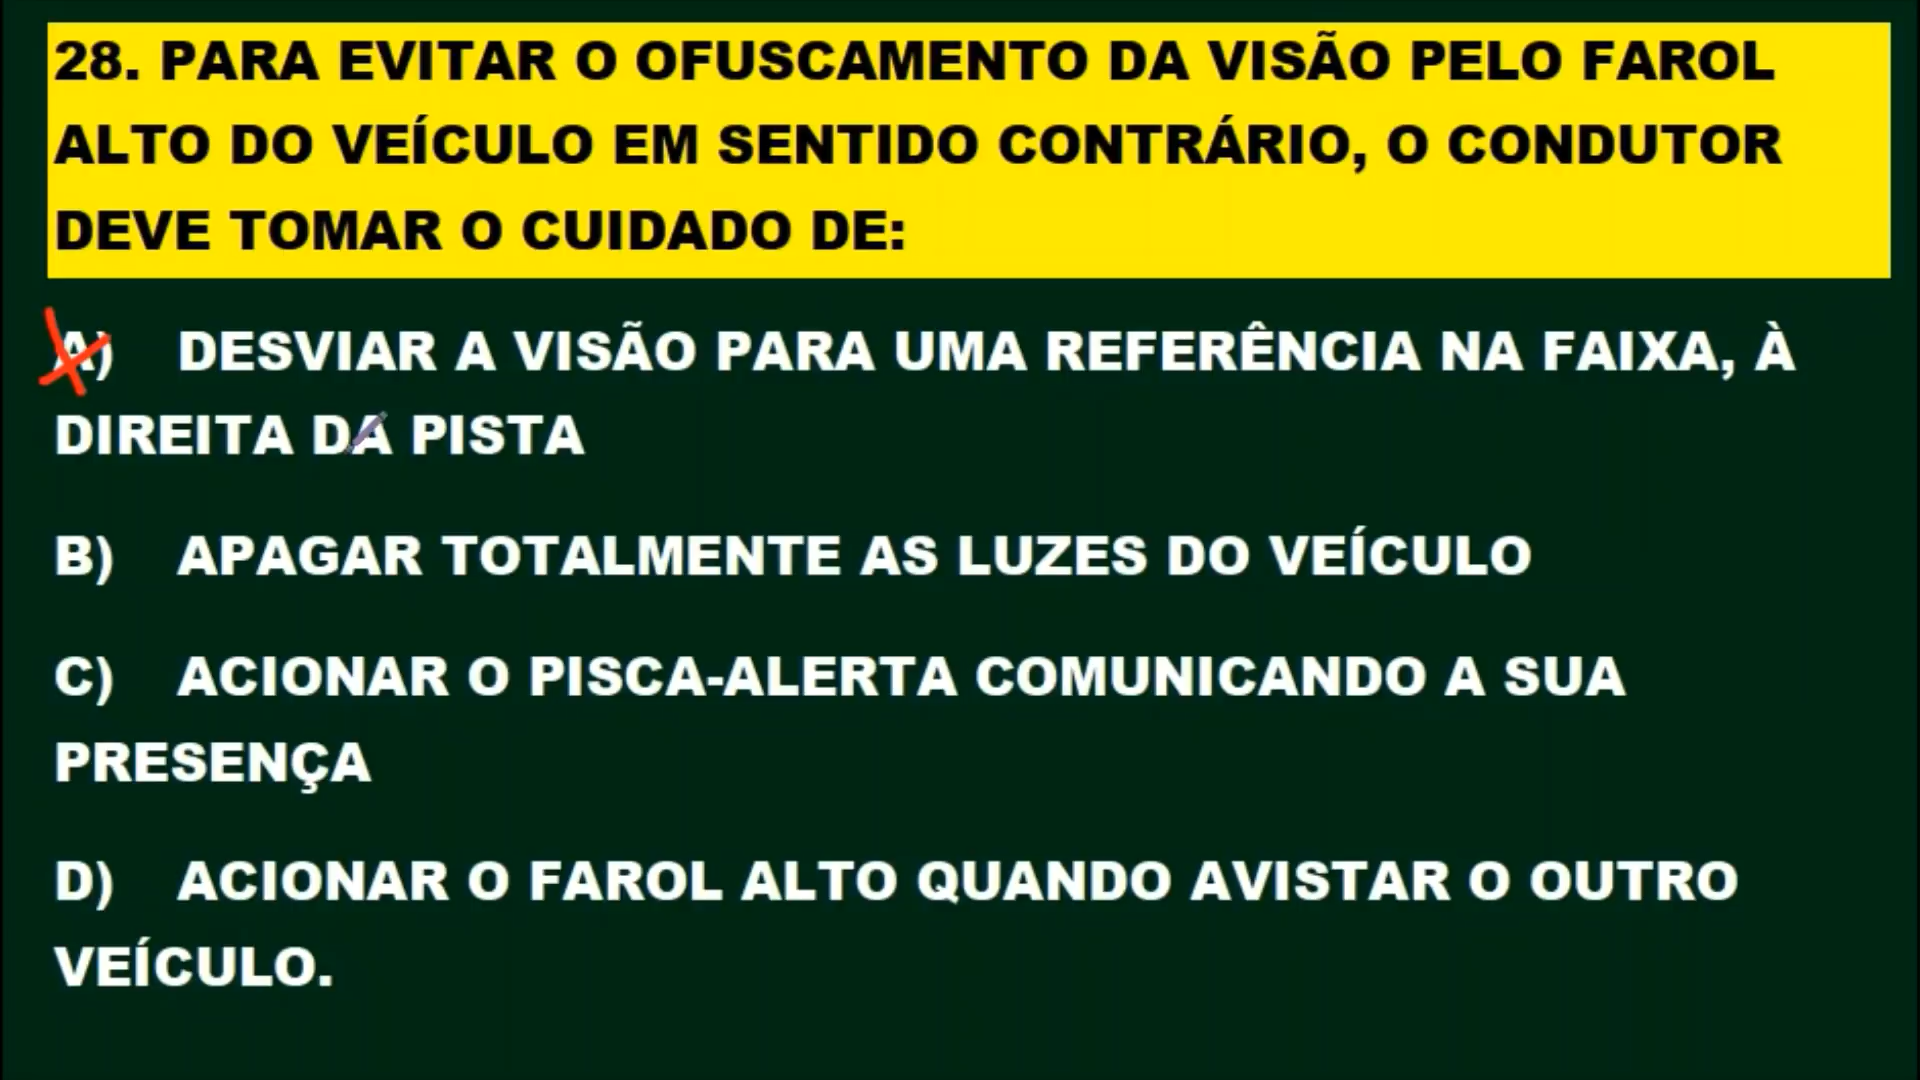 28. PARA EVITAR O OFUSCAMENTO DA VISÃO PELO FAROL
ALTO DO VEÍCULO EM SENTIDO CONTRÁRIO, O CONDUTOR
DEVE TOMAR O CUIDADO DE:
A) DESVIAR A VISÃO PARA UMA REFERÊNCIA NA FAIXA, À
DIREITA DA PISTA
B) APAGAR TOTALMENTE AS LUZES DO VEÍCULO
C) ACIONAR O PISCA-ALERTA COMUNICANDO A SUA
PRESENÇA
D) ACIONAR O FAROL ALTO QUANDO AVISTAR O OUTRO
VEÍCULO.